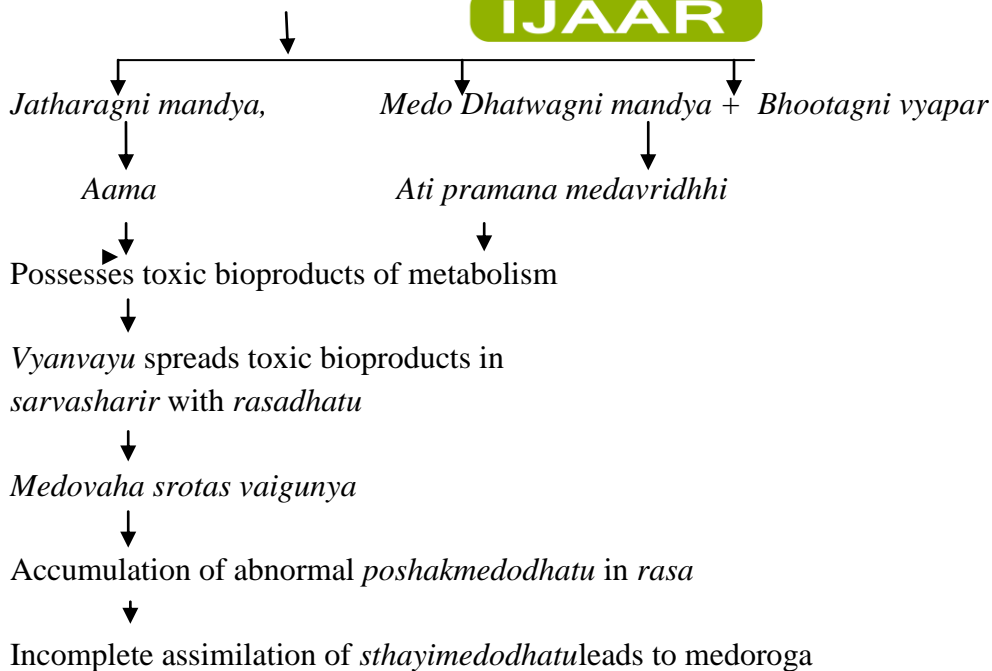 IJAAR
Jatharagni mandya, Medo Dhatwagni mandya + Bhootagni vyapar
Aama Ati pramana medavridhhi
Possesses toxic bioproducts of metabolism
Vyanvayu spreads toxic bioproducts in
sarvasharir with rasadhatu
Medovaha srotas vaigunya
Accumulation of abnormal poshakmedodhatu in rasa
Incomplete assimilation of sthayimedodhatuleads to medoroga